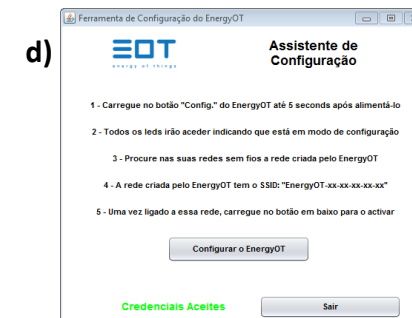 Ferramenta de Configuração do EnergyOT
d)
EOT
energy of things
Assistente de
Configuração
1 - Carregue no botão "Config." do EnergyOT até 5 seconds após alimentá-lo
2 - Todos os leds irão aceder indicando que está em modo de configuração
3 - Procure nas suas redes sem fios a rede criada pelo EnergyOT
4 - A rede criada pelo EnergyOT tem o SSID: "EnergyOT-xx-xx-xx-xx-xx"
5 - Uma vez ligado a essa rede, carregue no botão em baixo para o activar
Configurar o EnergyOT
Credenciais Aceites
Sair